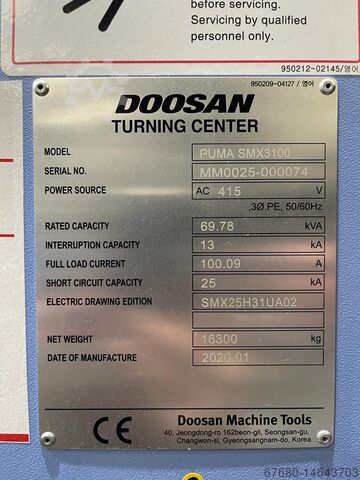 before servicing.
Servicing by qualified
personnel only.
950212-02145/영어
950209-04127 / 영어
DOOSAN
TURNING CENTER
MODEL PUMA SMX3100
SERIAL NO. MM0025-000074
POWER SOURCE AC 415 V
,3Ø.PE, 50/60Hz
RATED CAPACITY 69.78 kVA
INTERRUPTION CAPACITY 13 kA
FULL LOAD CURRENT 100.09 A
SHORT CIRCUIT CAPACITY 25 kA
ELECTRIC DRAWING EDITION SMX25H31UA02
NET WEIGHT 16300 kg
DATE OF MANUFACTURE 2020.01
CE
Doosan Machine Tools
40, Jeongdong-ro 162beon-gil, Seongsan-gu,
Changwon-si, Gyeongsangnam-do, Korea
67680-14643703